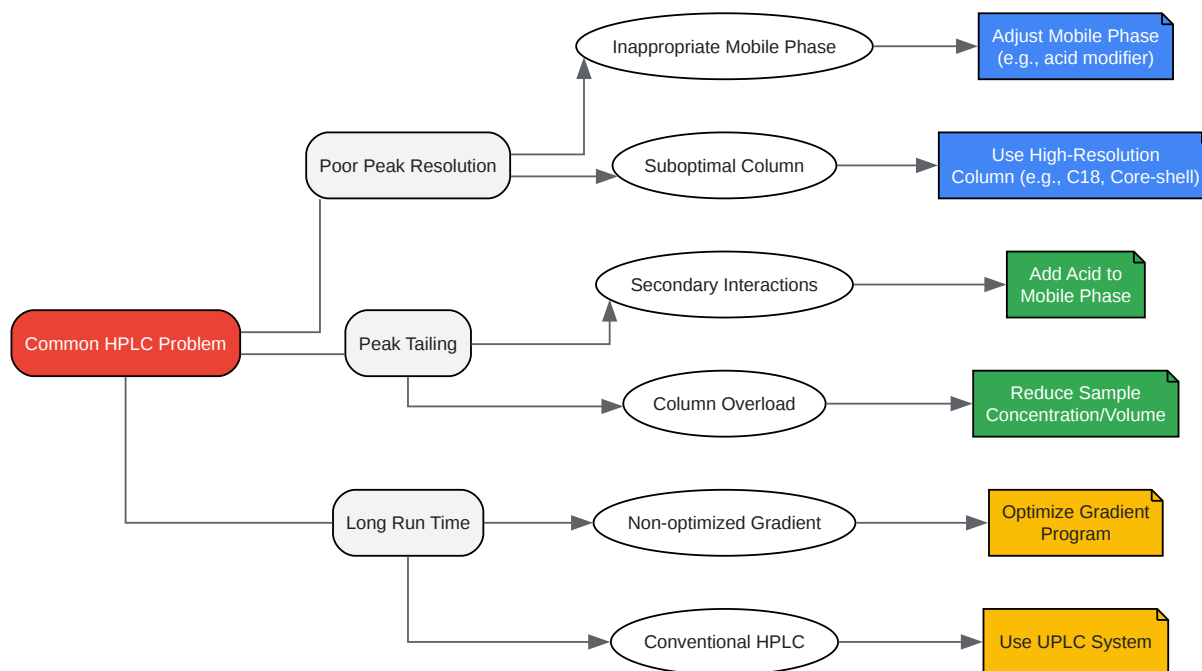 Inappropriate Mobile Phase
Adjust Mobile Phase
(e.g., acid modifier)
Poor Peak Resolution
Suboptimal Column
Use High-Resolution
Column (e.g., C18, Core-shell)
Secondary Interactions
Add Acid to
Mobile Phase
Common HPLC Problem
Peak Tailing
Column Overload
Reduce Sample
Concentration/Volume
Long Run Time
Non-optimized Gradient
Optimize Gradient
Program
Conventional HPLC
Use UPLC System